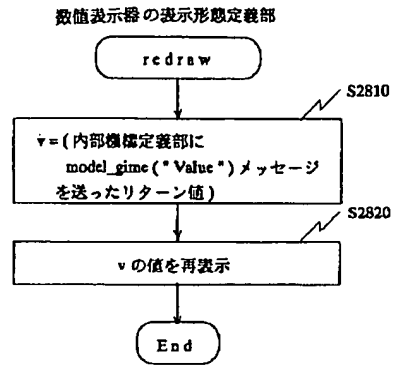 数値表示器の表示形態定義部
redraw
S2810
v=(内部機構定義部に
model_gime("Value")メッセージ
を送ったリターン値)
S2820
vの値を再表示
End